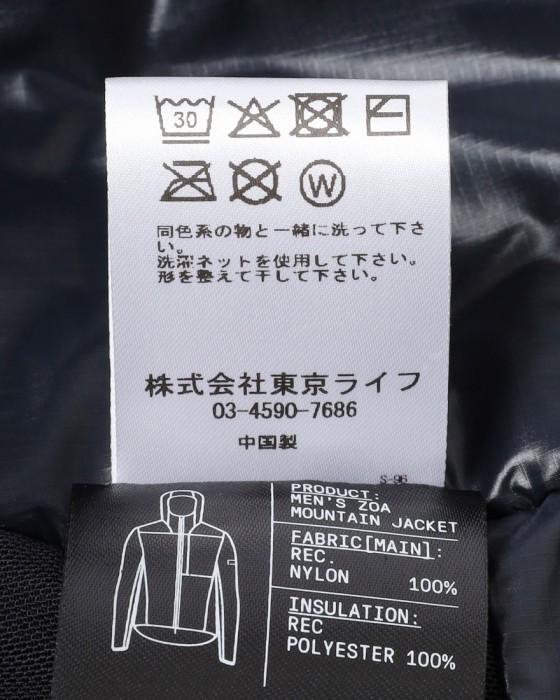 30
W
同色系の物と一緒に洗って下さ
い。
洗濯ネットを使用して下さい。
形を整えて干して下さい。
株式会社東京ライフ
03-4590-7686
中国製
S-96
PRODUCT:
MEN'S ZOA
MOUNTAIN JACKET
FABRIC[MAIN]:
REC.
NYLON 100%
INSULATION:
REC
POLYESTER 100%